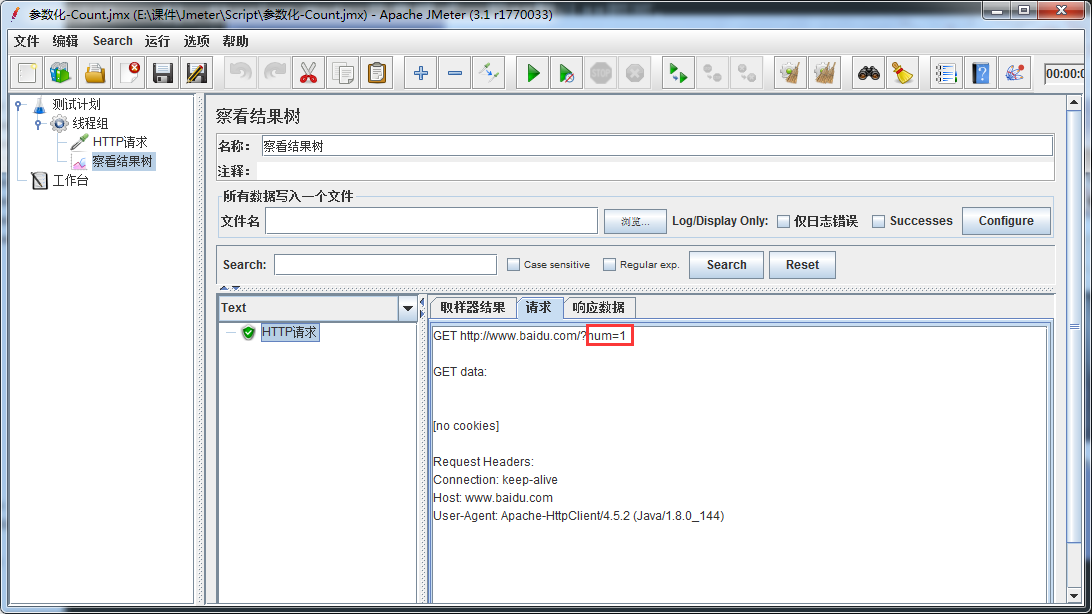 参数化-Count.jmx (E:\课件\Jmeter\Script\参数化-Count.jmx) - Apache JMeter (3.1 r1770033)
文件 编辑 Search 运行 选项 帮助
00:00:0
测试计划
线程组
HTTP请求
察看结果树
工作台
察看结果树
名称： 察看结果树
注释：
所有数据写入一个文件
文件名 浏览... Log/Display Only: 仅日志错误 Successes Configure
Search: Case sensitive Regular exp. Search Reset
Text
HTTP请求
取样器结果 请求 响应数据
GET http://www.baidu.com/?num=1
GET data:
[no cookies]
Request Headers:
Connection: keep-alive
Host: www.baidu.com
User-Agent: Apache-HttpClient/4.5.2 (Java/1.8.0_144)